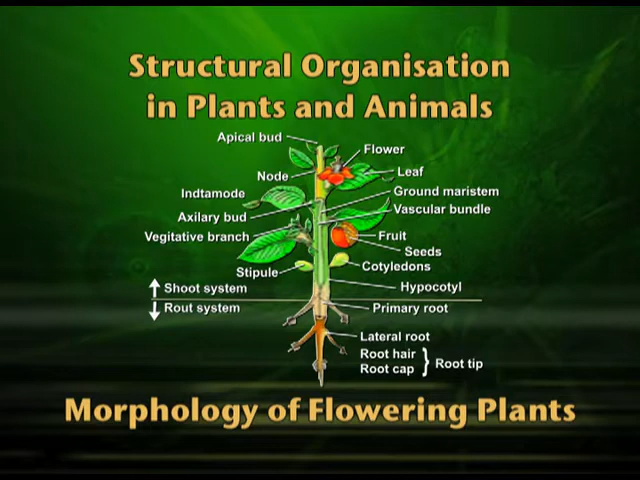 Structural Organisation
in Plants and Animals
Apical bud
Flower
Node
Leaf
Indtamode
Ground maristem
Axilary bud
Vascular bundle
Vegitative branch
Fruit
Seeds
Stipule
Cotyledons
Shoot system
Hypocotyl
Rout system
Primary root
Lateral root
Root hair
Root cap
Root tip
Morphology of Flowering Plants